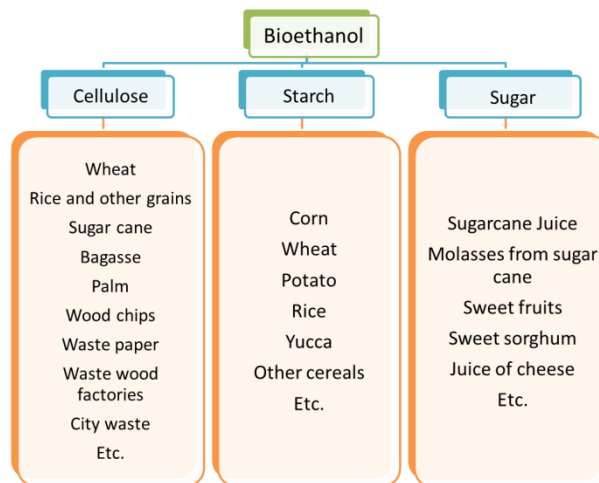 Bioethanol
Cellulose
Starch
Sugar
Wheat
Rice and other grains
Sugar cane
Bagasse
Palm
Wood chips
Waste paper
Waste wood
factories
City waste
Etc.
Corn
Wheat
Potato
Rice
Yucca
Other cereals
Etc.
Sugarcane Juice
Molasses from sugar
cane
Sweet fruits
Sweet sorghum
Juice of cheese
Etc.